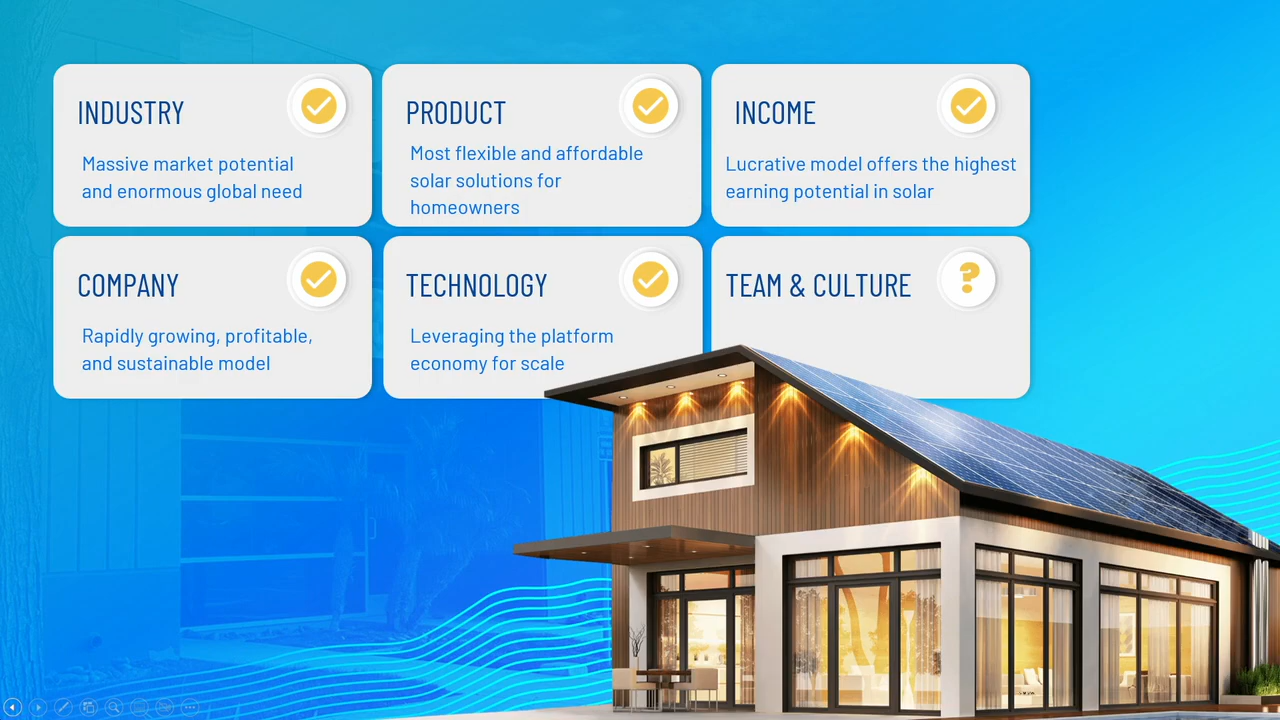 INDUSTRY
Massive market potential
and enormous global need
PRODUCT
Most flexible and affordable
solar solutions for
homeowners
INCOME
Lucrative model offers the highest
earning potential in solar
COMPANY
Rapidly growing, profitable,
and sustainable model
TECHNOLOGY
Leveraging the platform
economy for scale
TEAM & CULTURE
?